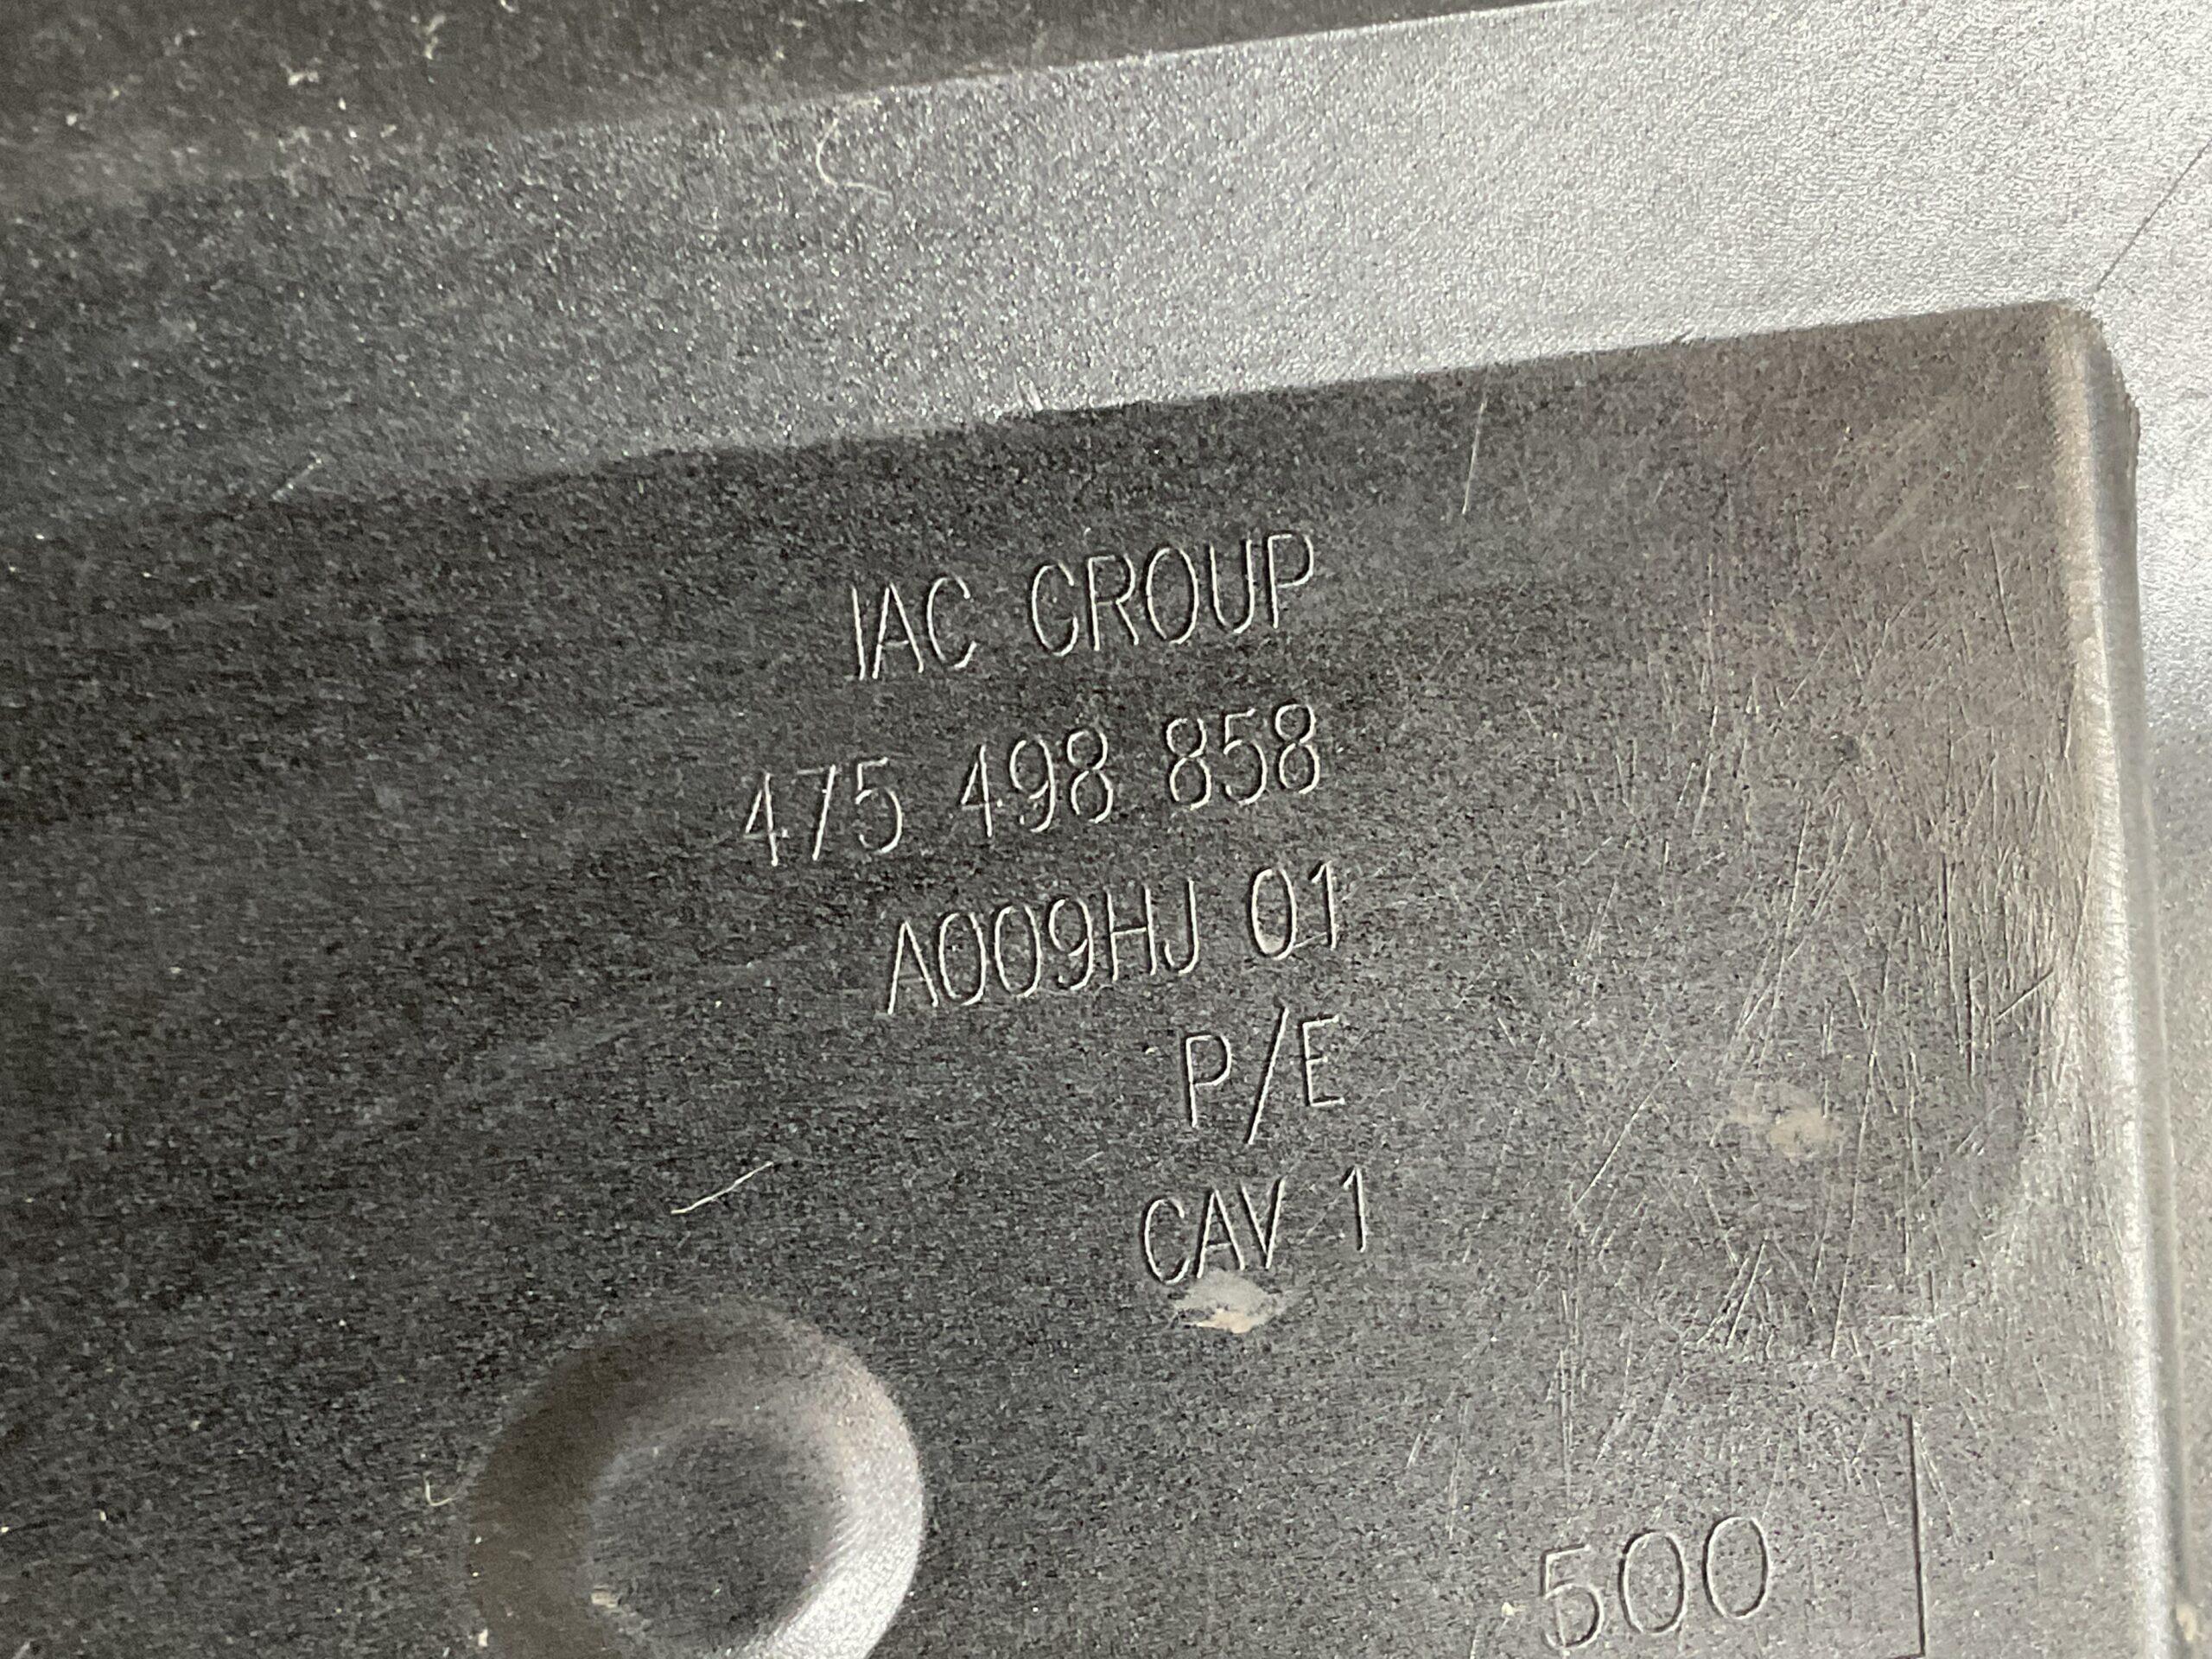 IAC GROUP
475 498 858
A009HJ 01
P/E
CAV 1
500